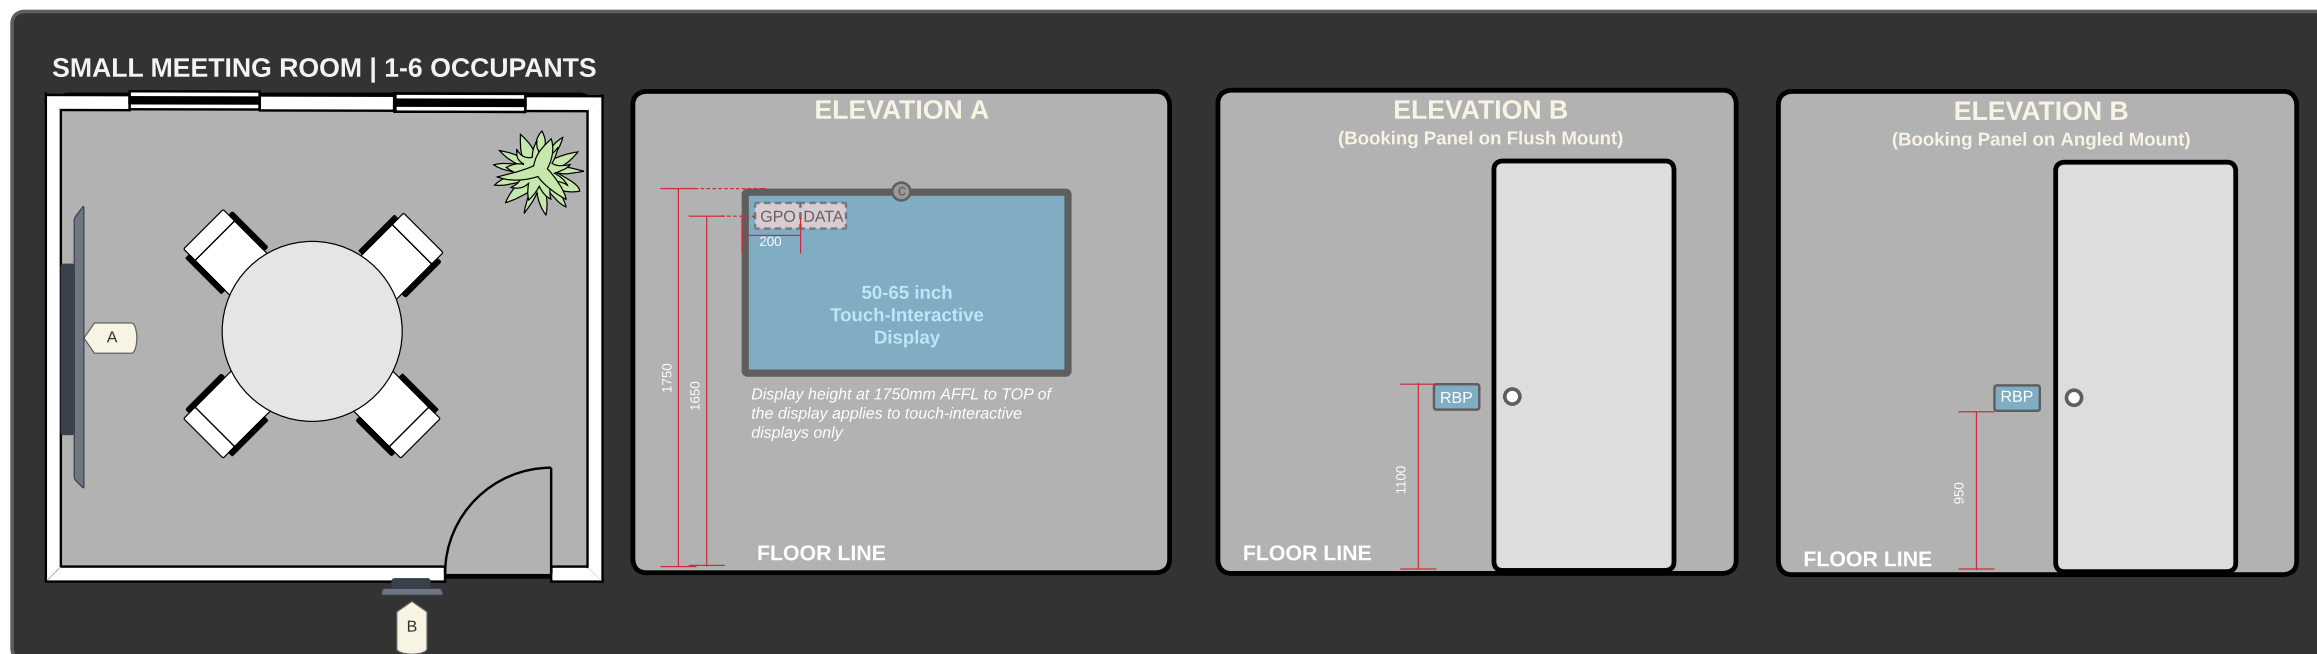 SMALL MEETING ROOM | 1-6 OCCUPANTS
A
B
ELEVATION A
C
GPO DATA
200
50-65 inch
Touch-Interactive
Display
1750
1650
Display height at 1750mm AFFL to TOP of
the display applies to touch-interactive
displays only
FLOOR LINE
ELEVATION B
(Booking Panel on Flush Mount)
RBP
1100
FLOOR LINE
ELEVATION B
(Booking Panel on Angled Mount)
RBP
950
FLOOR LINE